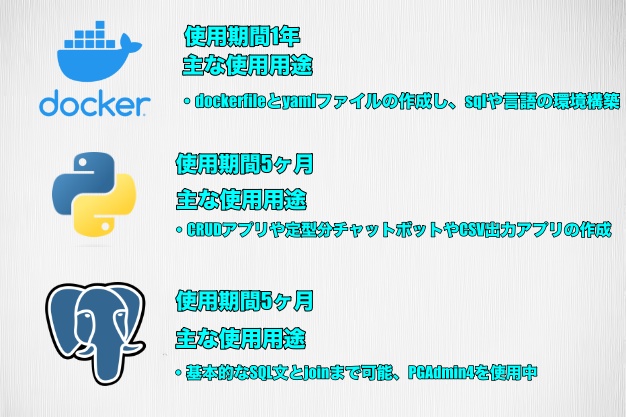 使用期間1年
主な使用用途
・dockerfileとyamlファイルの作成し、sqlや言語の環境構築
docker
使用期間5ヶ月
主な使用用途
・CRUDアプリや定型分チャットボットやCSV出力アプリの作成
使用期間5ヶ月
主な使用用途
・基本的なSQL文とjoinまで可能、PGAdmin4を使用中